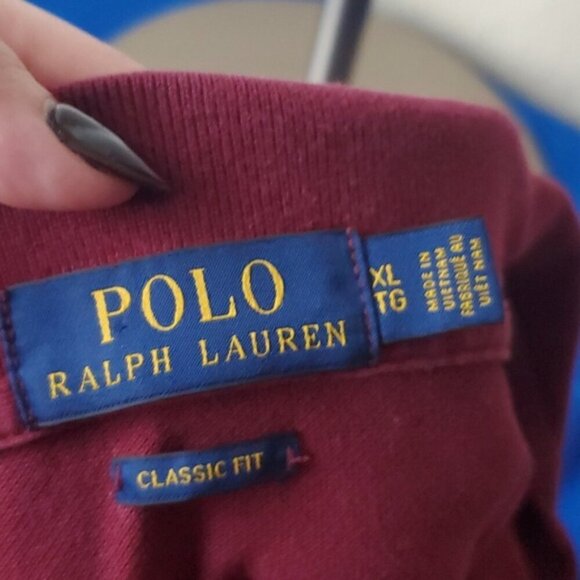 POLO
RALPH LAUREN
XL
TG
MADE IN
VIETNAM
FABRIQUÉ AU
VIÊT NAM
CLASSIC FIT